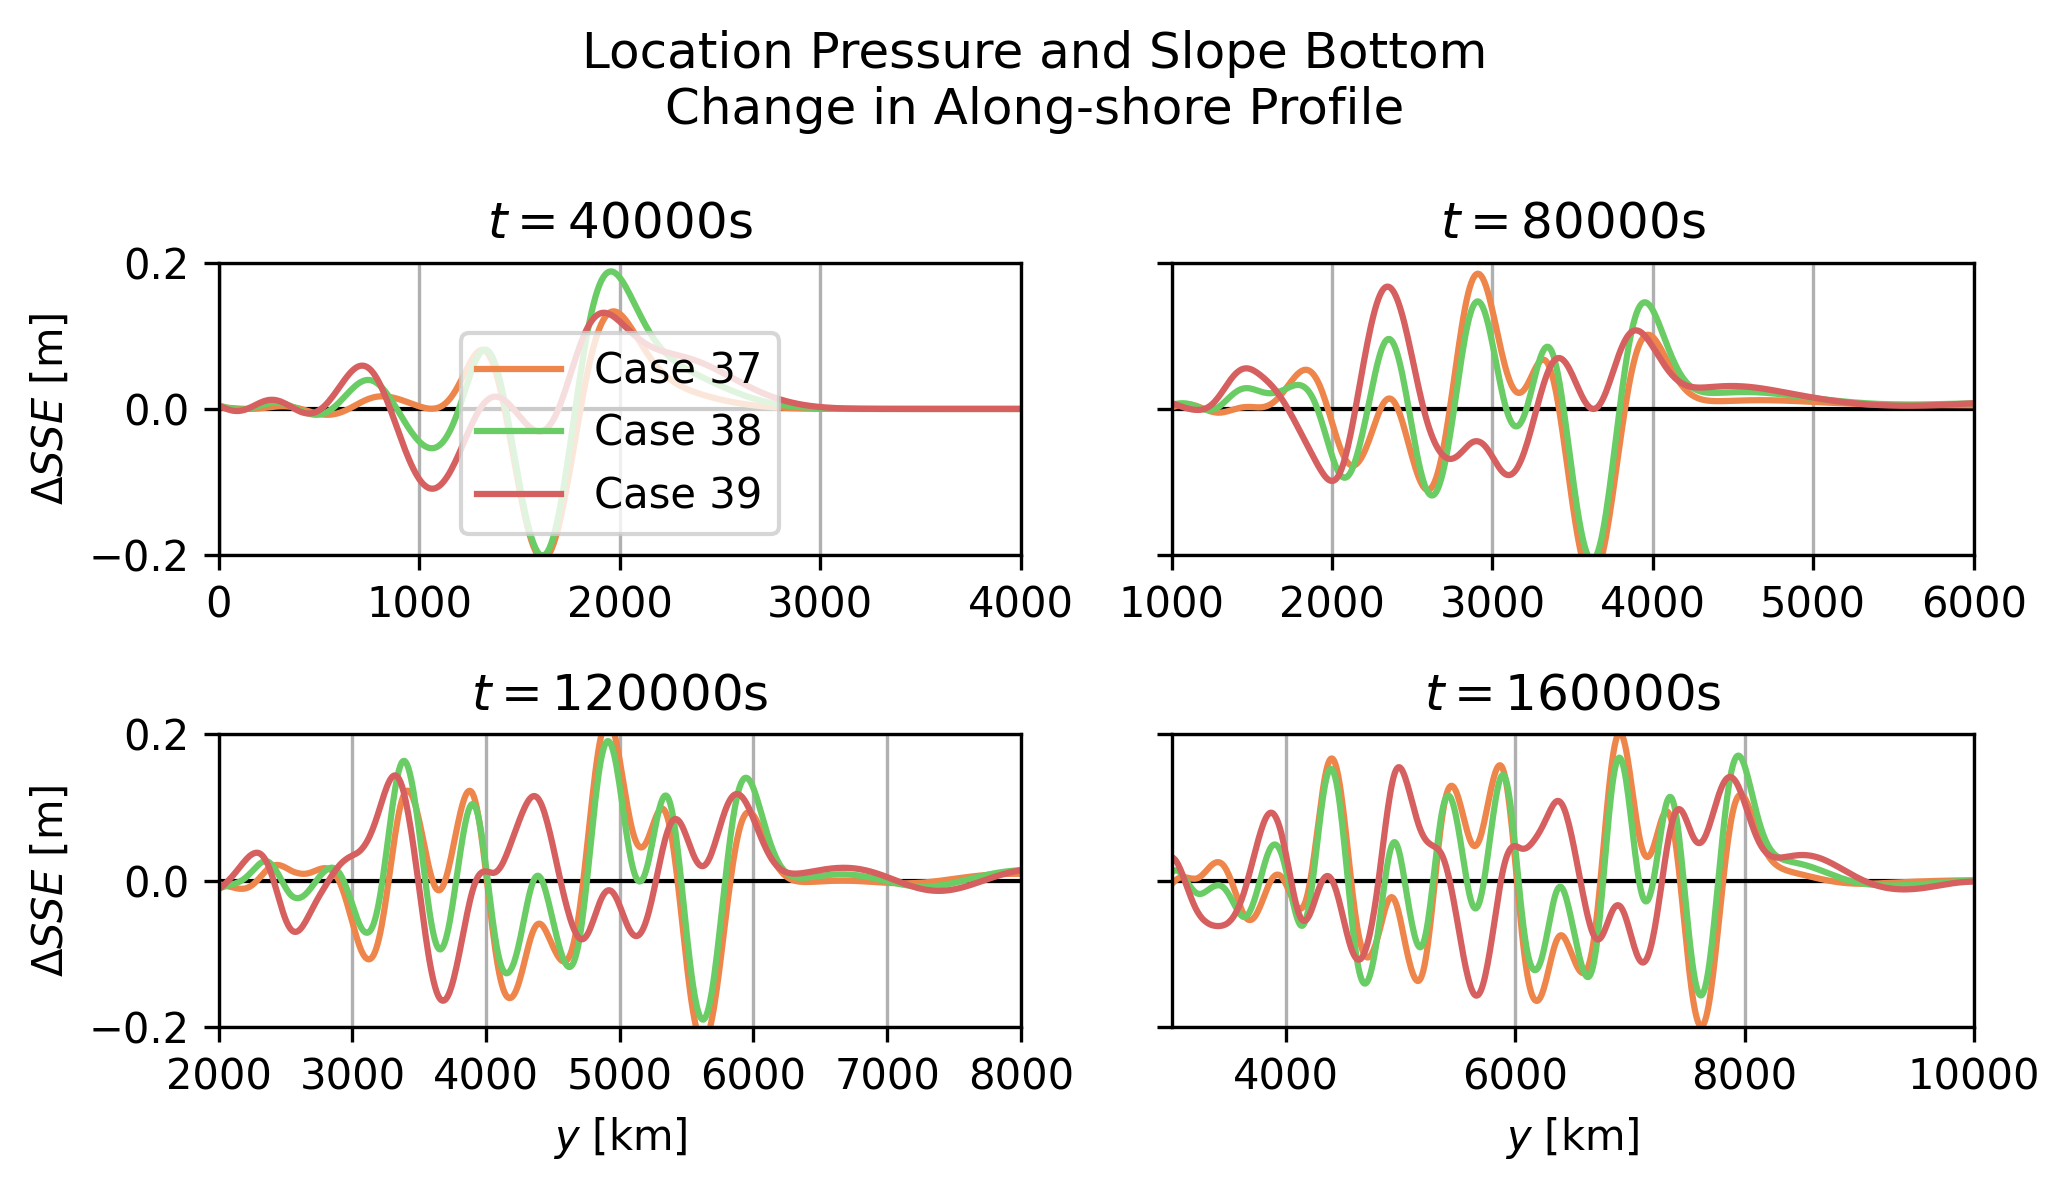 Location Pressure and Slope Bottom
Change in Along-shore Profile
t = 40000s
t = 80000s
0.2
0.0
−0.2
ΔSSE [m]
Case 37
Case 38
Case 39
0 1000 2000 3000 4000
1000 2000 3000 4000 5000 6000
t = 120000s
t = 160000s
0.2
0.0
−0.2
ΔSSE [m]
2000 3000 4000 5000 6000 7000 8000
4000 6000 8000 10000
y [km]
y [km]